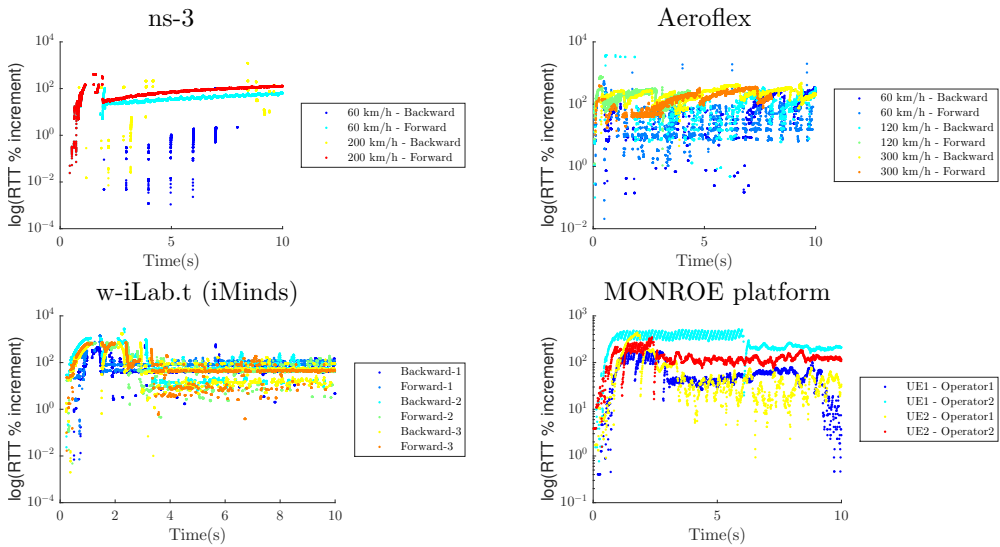 ns-3
log(RTT % increment)
10^4
10^2
10^0
10^-2
10^-4
0
5
10
Time(s)
60 km/h - Backward
60 km/h - Forward
200 km/h - Backward
200 km/h - Forward
Aeroflex
log(RTT % increment)
10^4
10^2
10^0
10^-2
0
5
10
Time(s)
60 km/h - Backward
60 km/h - Forward
120 km/h - Backward
120 km/h - Forward
300 km/h - Backward
300 km/h - Forward
w-iLab.t (iMinds)
log(RTT % increment)
10^4
10^2
10^0
10^-2
10^-4
0
2
4
6
8
10
Time(s)
Backward-1
Forward-1
Backward-2
Forward-2
Backward-3
Forward-3
MONROE platform
log(RTT % increment)
10^3
10^2
10^1
10^0
10^-1
0
5
10
Time(s)
UE1 - Operator1
UE1 - Operator2
UE2 - Operator1
UE2 - Operator2